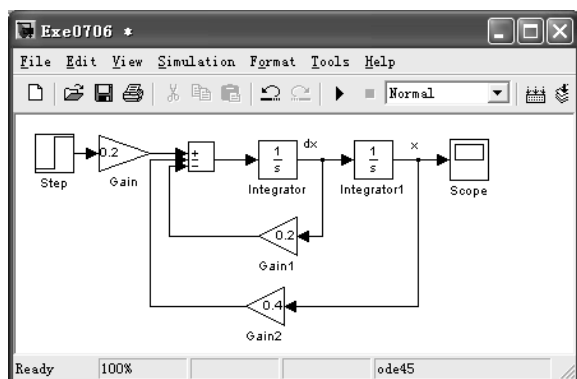 Exe0706 *
File Edit View Simulation Format Tools Help
Normal
Step
0.2
Gain
+
-
-
1
s
Integrator
dx
1
s
Integrator1
x
Scope
0.2
Gain1
0.4
Gain2
Ready 100% ode45